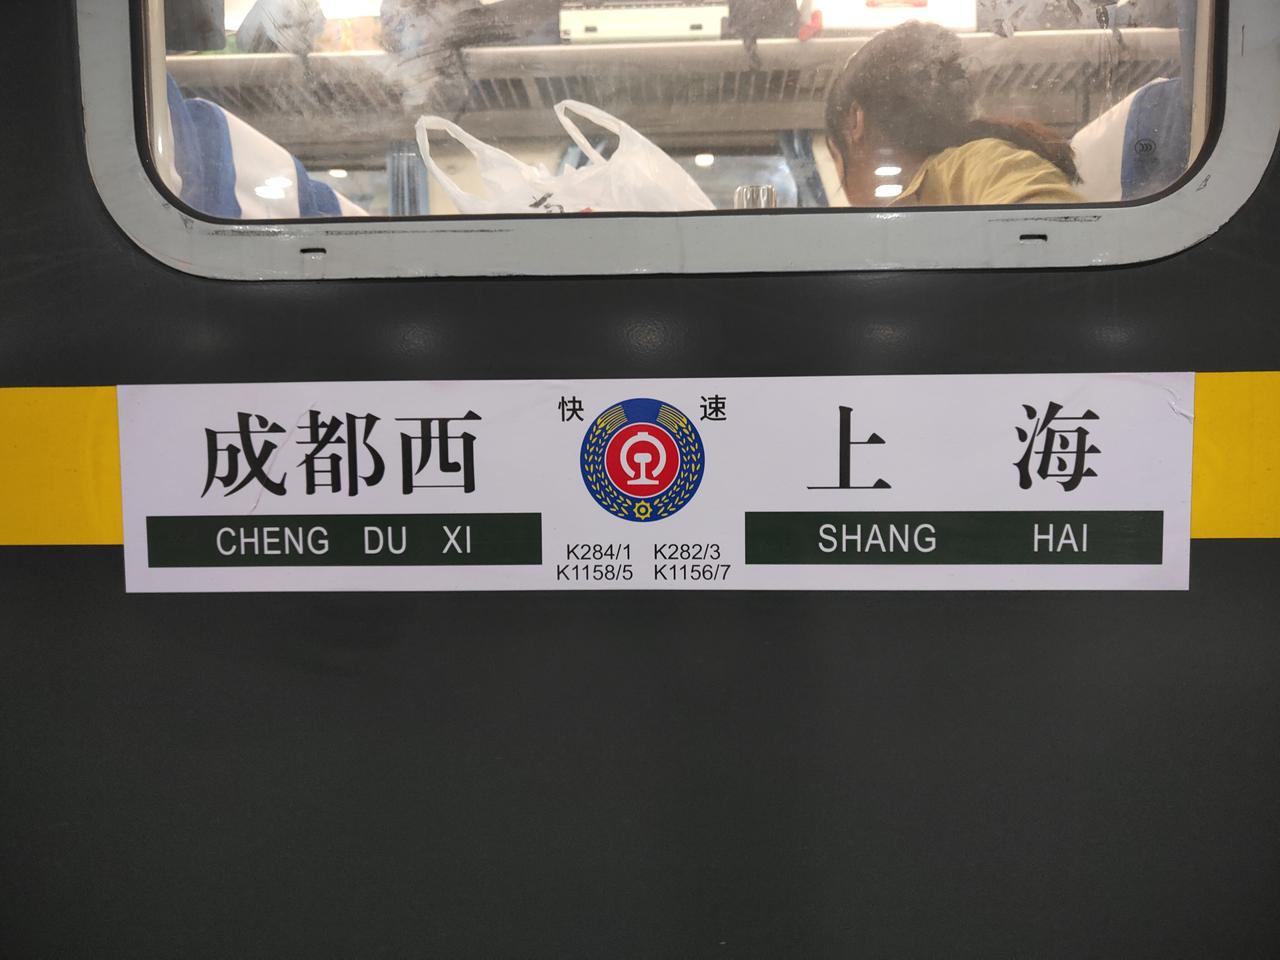 快 速
成都西 上 海
CHENG DU XI SHANG HAI
K284/1 K282/3
K1158/5 K1156/7